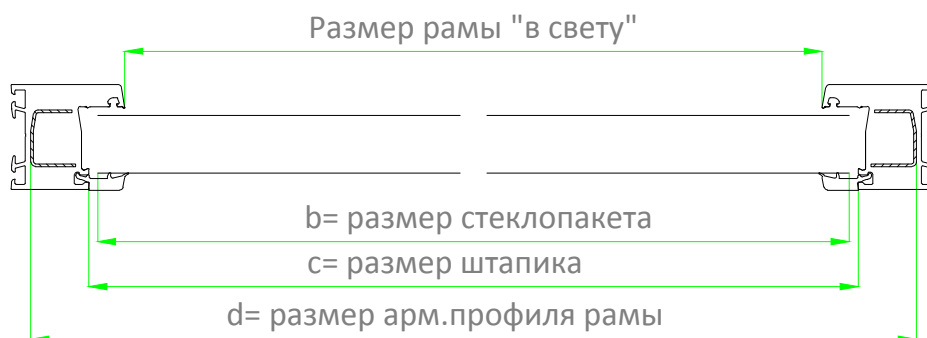 Размер рамы "в свету"
b= размер стеклопакета
c= размер штапика
d= размер арм.профиля рамы